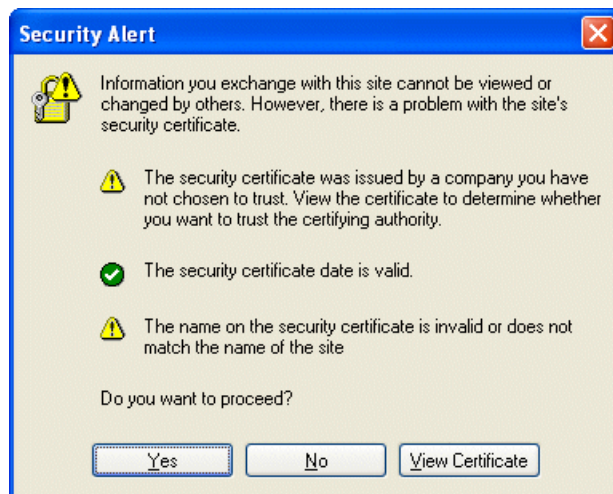 Security Alert
Information you exchange with this site cannot be viewed or
changed by others. However, there is a problem with the site's
security certificate.
The security certificate was issued by a company you have
not chosen to trust. View the certificate to determine whether
you want to trust the certifying authority.
The security certificate date is valid.
The name on the security certificate is invalid or does not
match the name of the site
Do you want to proceed?
Yes No View Certificate